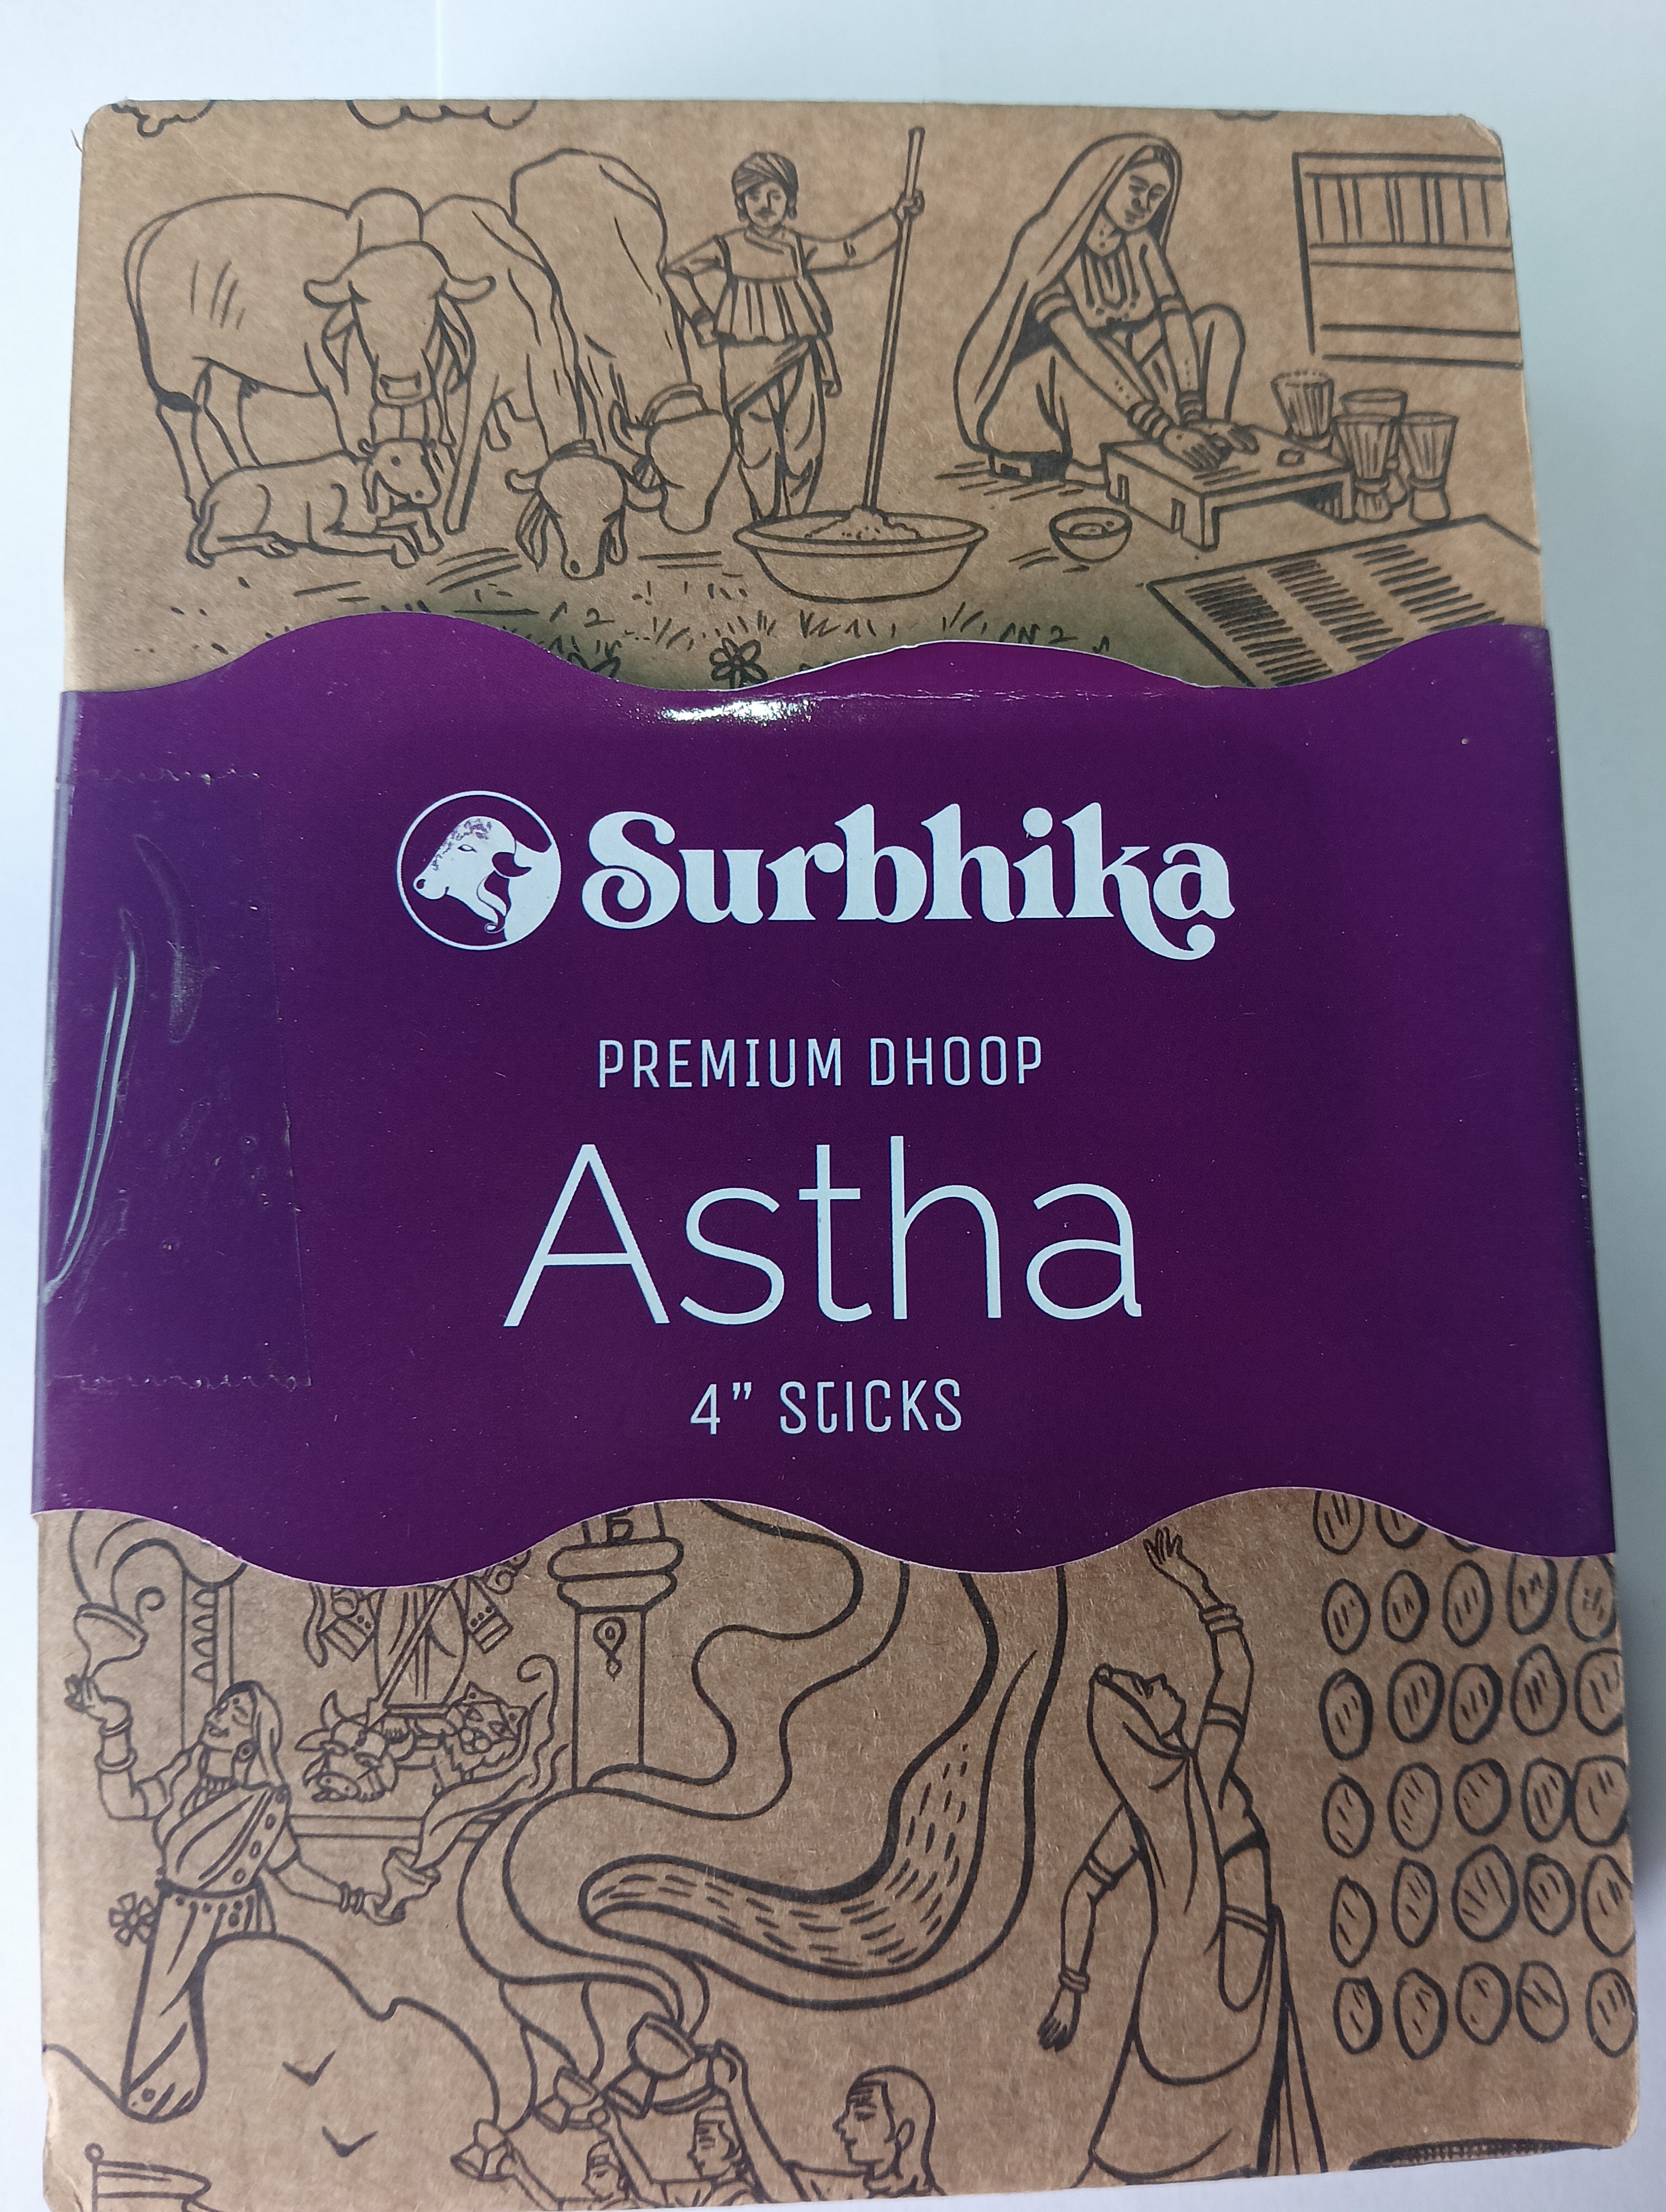 Surbhika
PREMIUM DHOOP
Astha
4” STICKS